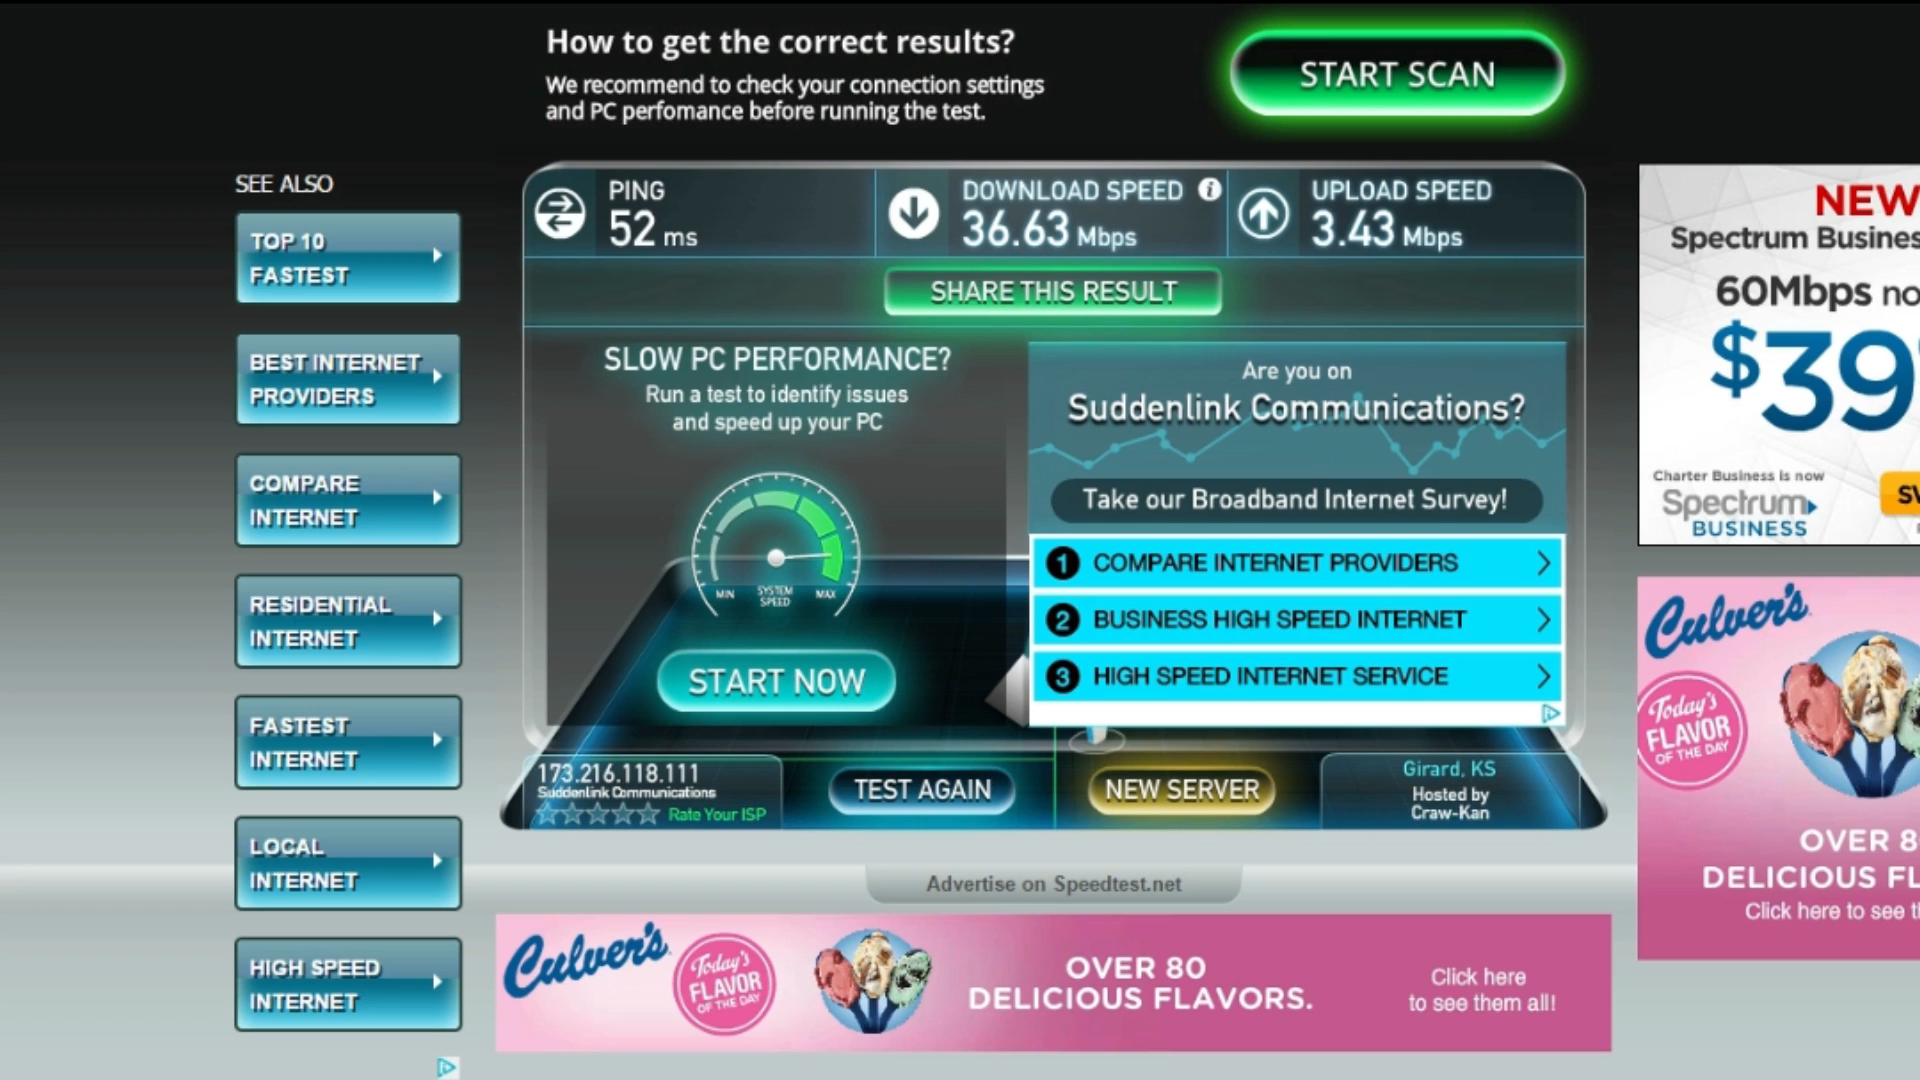 How to get the correct results?
We recommend to check your connection settings
and PC perfomance before running the test.
START SCAN
SEE ALSO
TOP 10
FASTEST
BEST INTERNET
PROVIDERS
COMPARE
INTERNET
RESIDENTIAL
INTERNET
FASTEST
INTERNET
LOCAL
INTERNET
HIGH SPEED
INTERNET
PING
52 ms
DOWNLOAD SPEED i
36.63 Mbps
UPLOAD SPEED
3.43 Mbps
SHARE THIS RESULT
SLOW PC PERFORMANCE?
Run a test to identify issues
and speed up your PC
MIN
SYSTEM
SPEED
MAX
START NOW
Are you on
Suddenlink Communications?
Take our Broadband Internet Survey!
1 COMPARE INTERNET PROVIDERS
2 BUSINESS HIGH SPEED INTERNET
3 HIGH SPEED INTERNET SERVICE
173.216.118.111
Suddenlink Communications
Rate Your ISP
TEST AGAIN
NEW SERVER
Girard, KS
Hosted by
Craw-Kan
Advertise on Speedtest.net
Culver's
Today's
FLAVOR
OF THE DAY
OVER 80
DELICIOUS FLAVORS.
Click here
to see them all!
NEW
Spectrum Busines
60Mbps no
$39
Charter Business is now
Spectrum
BUSINESS
Culver's
Today's
FLAVOR
OF THE DAY
OVER 8
DELICIOUS FL
Click here to see t